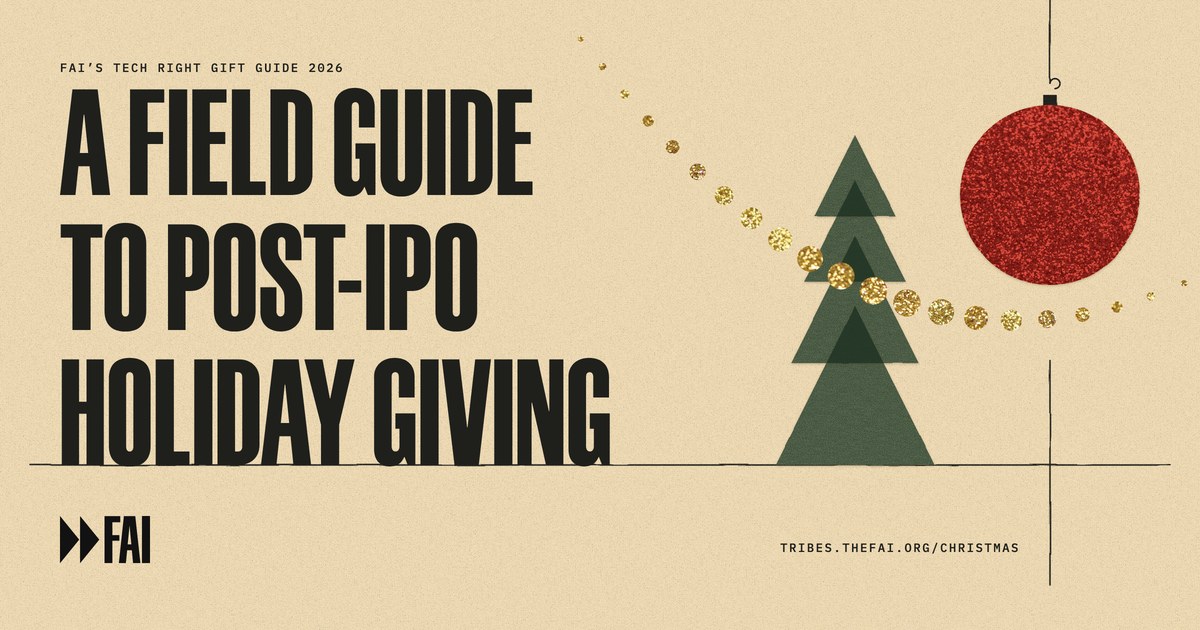 FAI’S TECH RIGHT GIFT GUIDE 2026
A FIELD GUIDE
TO POST-IPO
HOLIDAY GIVING
FAI
TRIBES.THEFAI.ORG/CHRISTMAS